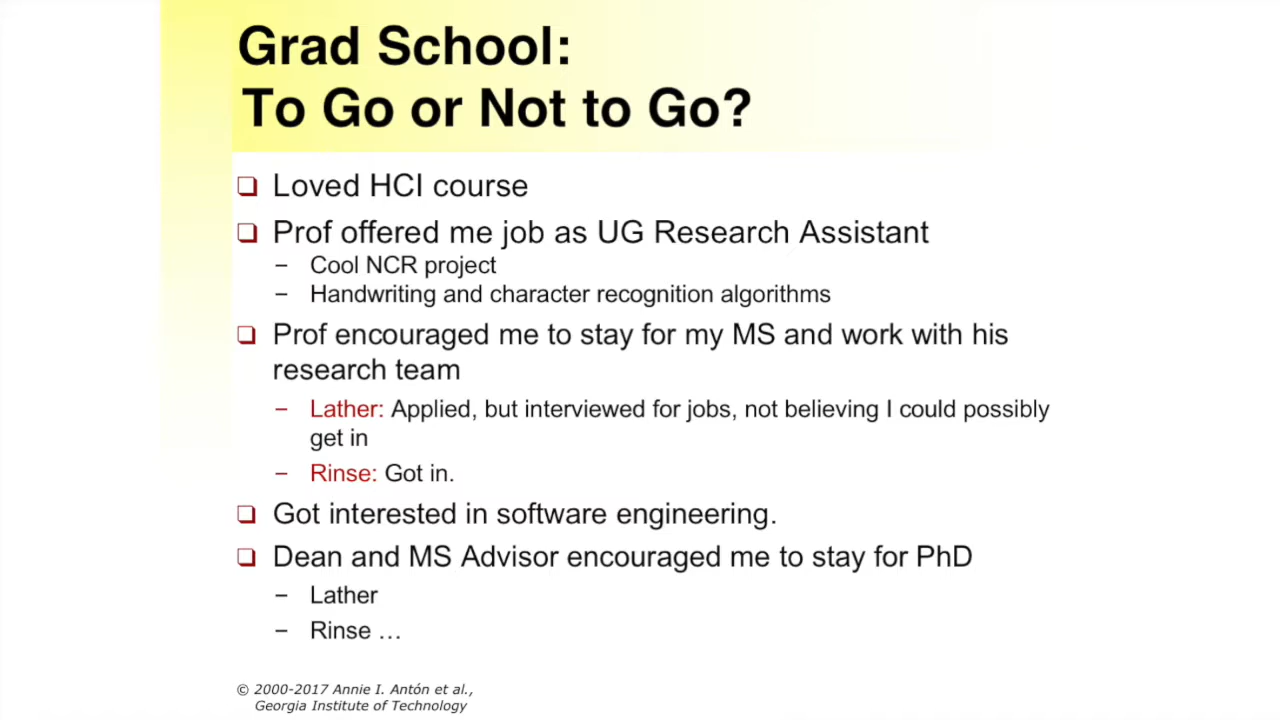 Grad School:
To Go or Not to Go?
❑ Loved HCI course
❑ Prof offered me job as UG Research Assistant
– Cool NCR project
– Handwriting and character recognition algorithms
❑ Prof encouraged me to stay for my MS and work with his
research team
– Lather: Applied, but interviewed for jobs, not believing I could possibly
get in
– Rinse: Got in.
❑ Got interested in software engineering.
❑ Dean and MS Advisor encouraged me to stay for PhD
– Lather
– Rinse …
© 2000-2017 Annie I. Antón et al.,
Georgia Institute of Technology